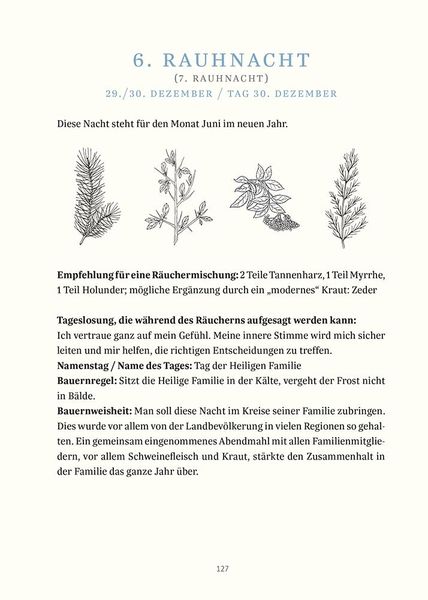 6. RAUHNACHT
(7. RAUHNACHT)
29./30. DEZEMBER / TAG 30. DEZEMBER
Diese Nacht steht für den Monat Juni im neuen Jahr.
Empfehlung für eine Räuchermischung: 2 Teile Tannenharz, 1 Teil Myrrhe,
1 Teil Holunder; mögliche Ergänzung durch ein „modernes“ Kraut: Zeder
Tageslosung, die während des Räucherns aufgesagt werden kann:
Ich vertraue ganz auf mein Gefühl. Meine innere Stimme wird mich sicher
leiten und mir helfen, die richtigen Entscheidungen zu treffen.
Namenstag / Name des Tages: Tag der Heiligen Familie
Bauernregel: Sitzt die Heilige Familie in der Kälte, vergeht der Frost nicht
in Bälde.
Bauernweisheit: Man soll diese Nacht im Kreise seiner Familie zubringen.
Dies wurde vor allem von der Landbevölkerung in vielen Regionen so gehal-
ten. Ein gemeinsam eingenommenes Abendmahl mit allen Familienmitglie-
dern, vor allem Schweinefleisch und Kraut, stärkte den Zusammenhalt in
der Familie das ganze Jahr über.
127